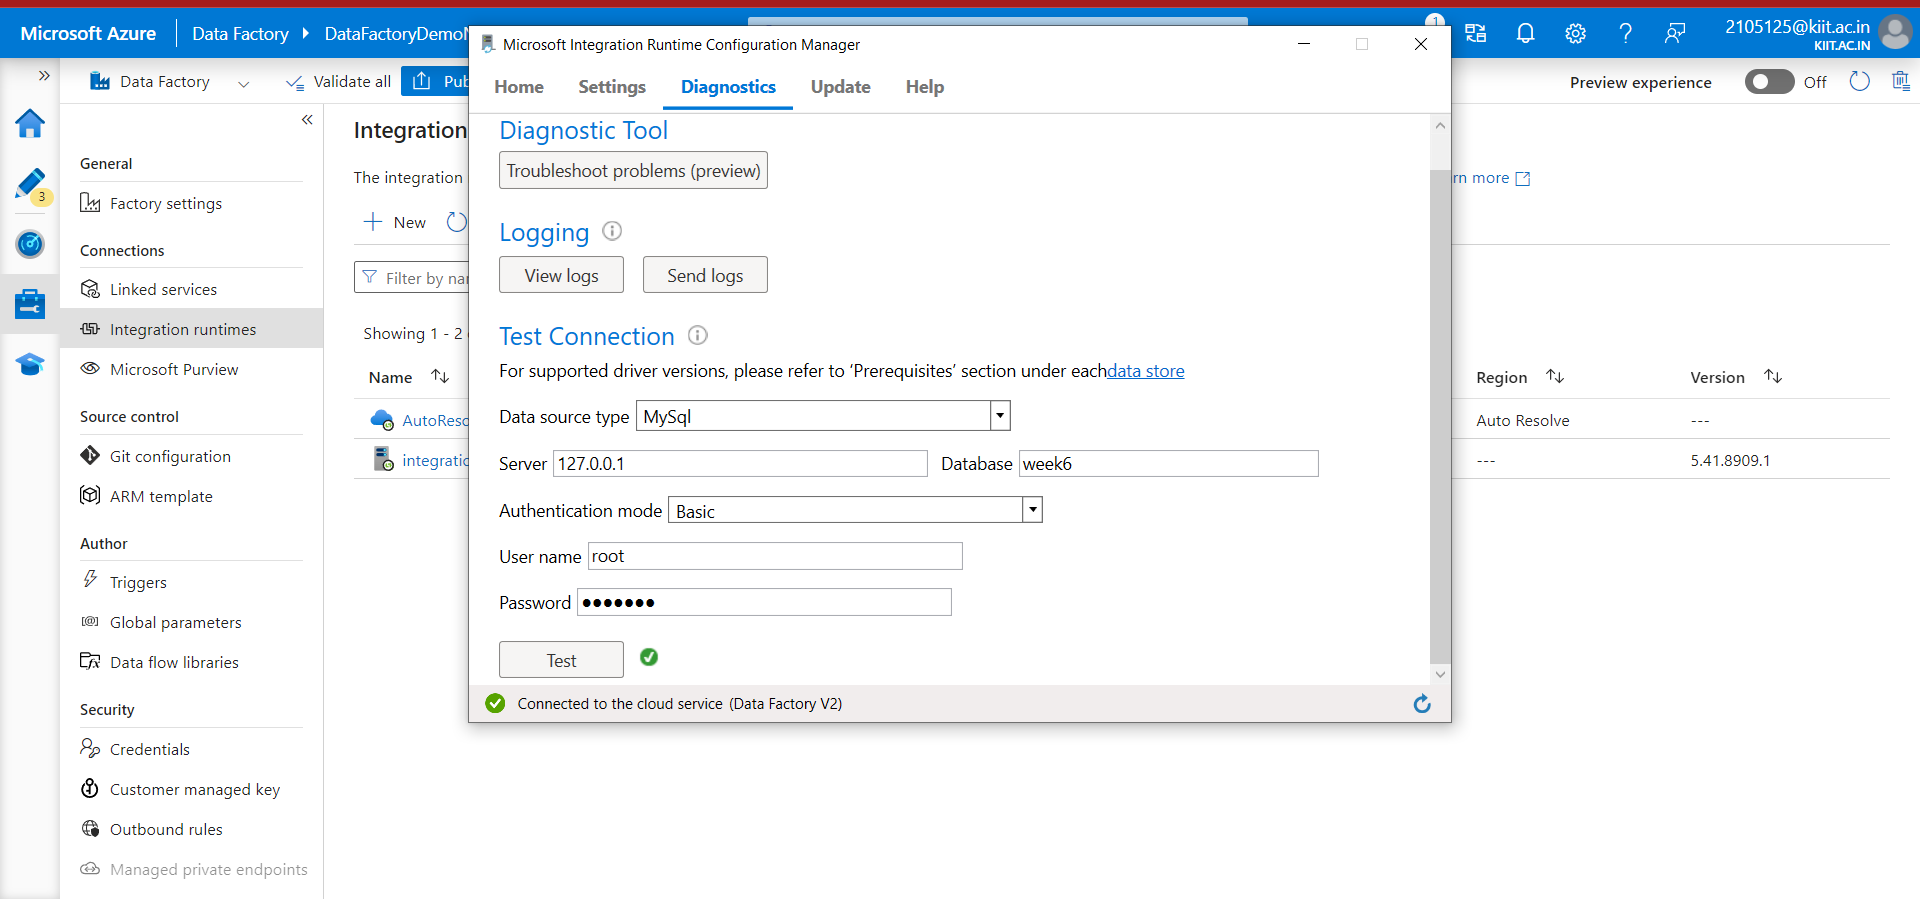 Microsoft Azure
Data Factory
DataFactoryDemo
1
2105125@kiit.ac.in
KIIT.AC.IN
Data Factory
Validate all
Pub
Preview experience
Off
3
General
Factory settings
Connections
Linked services
Integration runtimes
Microsoft Purview
Source control
Git configuration
ARM template
Author
Triggers
Global parameters
Data flow libraries
Security
Credentials
Customer managed key
Outbound rules
Managed private endpoints
Integration
The integration
rn more
New
Filter by nar
Showing 1 - 2
Name
Region
Version
AutoReso
Auto Resolve
---
integratio
---
5.41.8909.1
Microsoft Integration Runtime Configuration Manager
Home
Settings
Diagnostics
Update
Help
Diagnostic Tool
Troubleshoot problems (preview)
Logging
View logs
Send logs
Test Connection
For supported driver versions, please refer to ‘Prerequisites’ section under eachdata store
Data source type MySql
Server 127.0.0.1 Database week6
Authentication mode Basic
User name root
Password ●●●●●●●
Test
Connected to the cloud service (Data Factory V2)